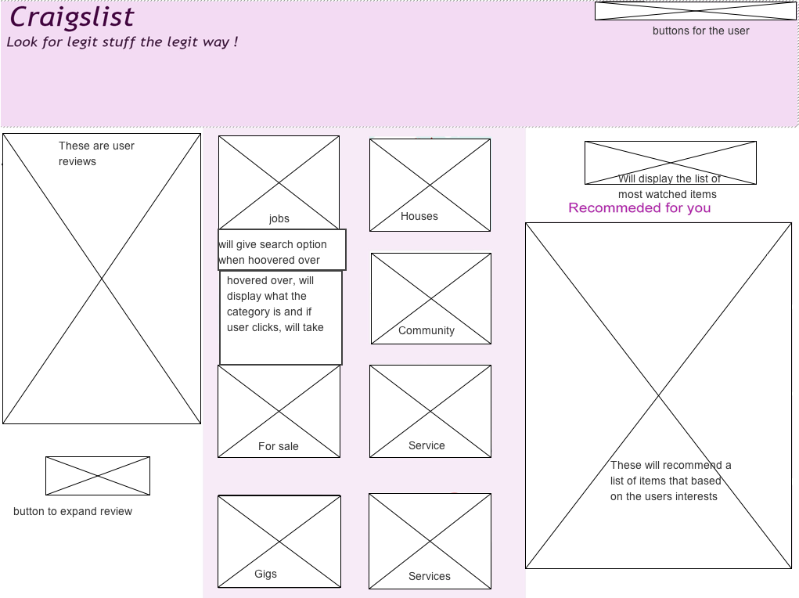 Craigslist
Look for legit stuff the legit way !
buttons for the user
These are user
reviews
jobs
will give search option
when hoovered over
hovered over, will
display what the
category is and if
user clicks, will take
For sale
Gigs
Houses
Community
Service
Services
Will display the list of
most watched items
Recommeded for you
These will recommend a
list of items that based
on the users interests
button to expand review